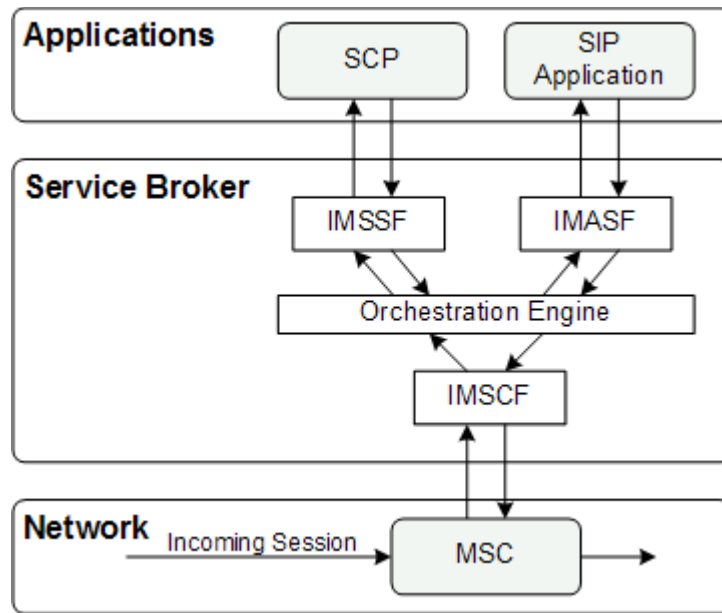 Applications
SCP
SIP
Application
Service Broker
IMSSF
IMASF
Orchestration Engine
IMSCF
Network
Incoming Session
MSC